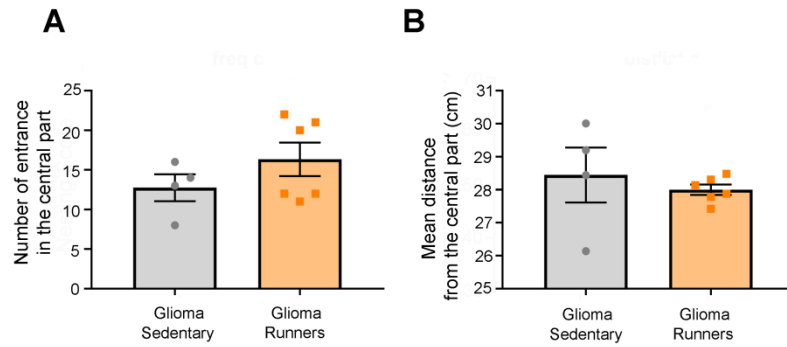 A
B
Number of entrance
in the central part
25
20
15
10
5
0
Glioma
Sedentary
Glioma
Runners
Mean distance
from the central part (cm)
31
30
29
28
27
26
25
Glioma
Sedentary
Glioma
Runners